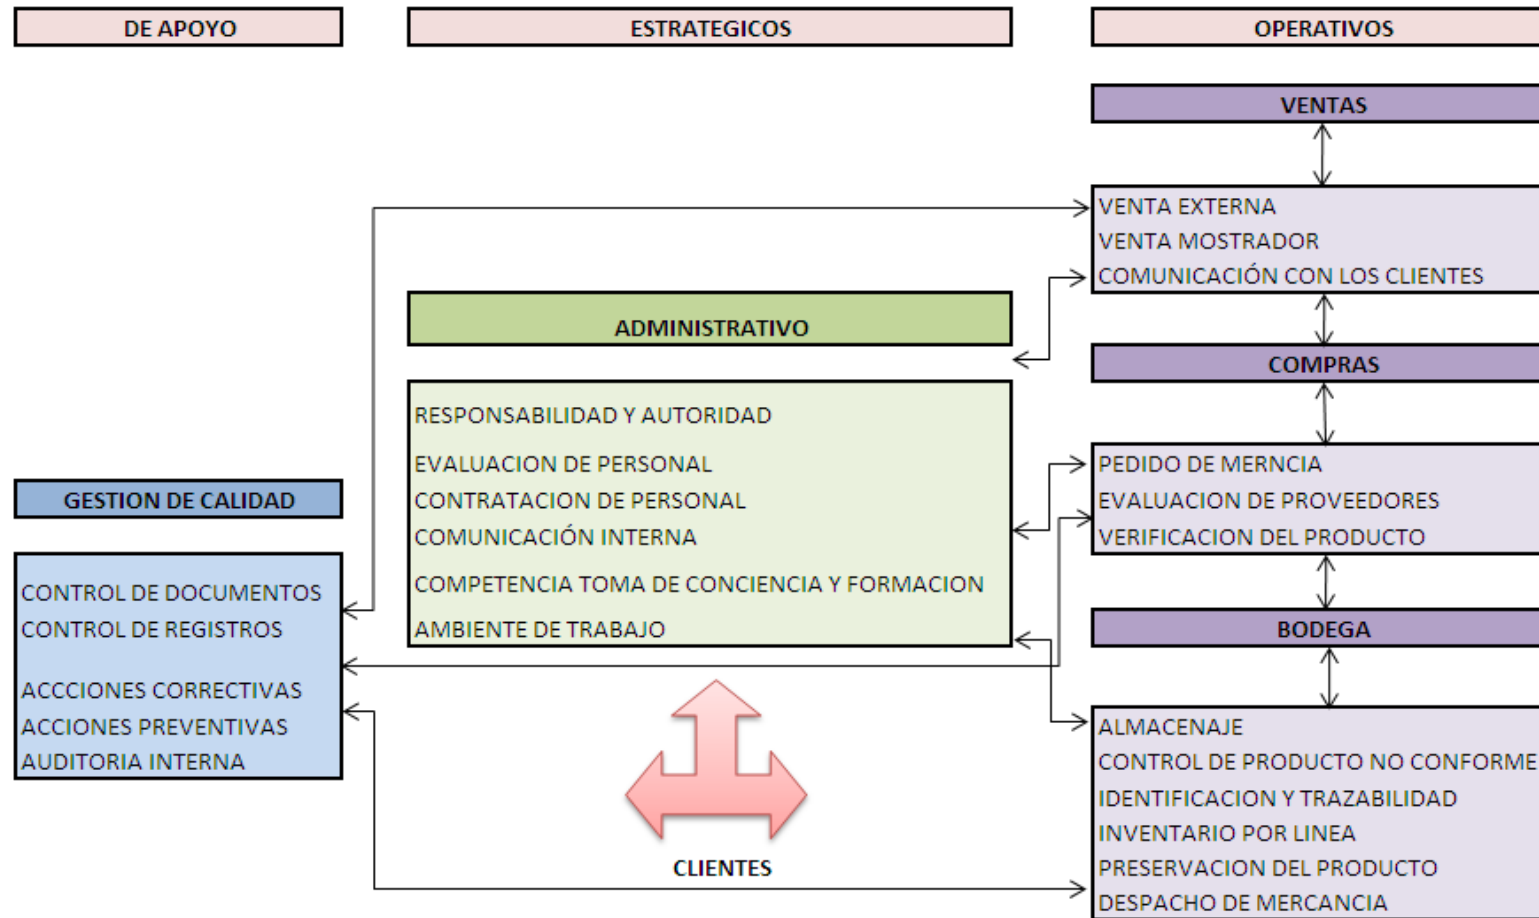 DE APOYO
ESTRATEGICOS
OPERATIVOS
VENTAS
VENTA EXTERNA
VENTA MOSTRADOR
COMUNICACIÓN CON LOS CLIENTES
ADMINISTRATIVO
COMPRAS
RESPONSABILIDAD Y AUTORIDAD
EVALUACION DE PERSONAL
CONTRATACION DE PERSONAL
COMUNICACIÓN INTERNA
COMPETENCIA TOMA DE CONCIENCIA Y FORMACION
AMBIENTE DE TRABAJO
PEDIDO DE MERNCIA
EVALUACION DE PROVEEDORES
VERIFICACION DEL PRODUCTO
GESTION DE CALIDAD
CONTROL DE DOCUMENTOS
CONTROL DE REGISTROS
ACCCIONES CORRECTIVAS
ACCIONES PREVENTIVAS
AUDITORIA INTERNA
BODEGA
ALMACENAJE
CONTROL DE PRODUCTO NO CONFORME
IDENTIFICACION Y TRAZABILIDAD
INVENTARIO POR LINEA
PRESERVACION DEL PRODUCTO
DESPACHO DE MERCANCIA
CLIENTES